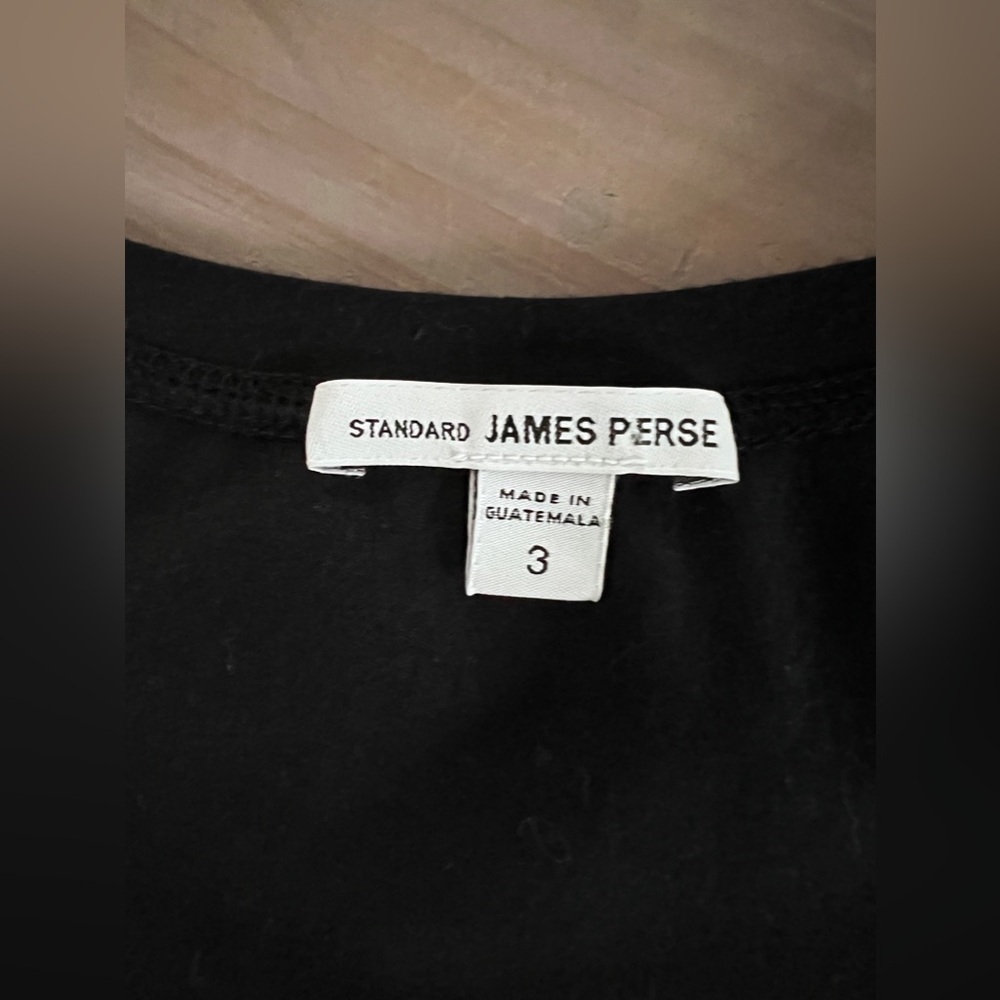 STANDARD JAMES PERSE
MADE IN
GUATEMALA
3